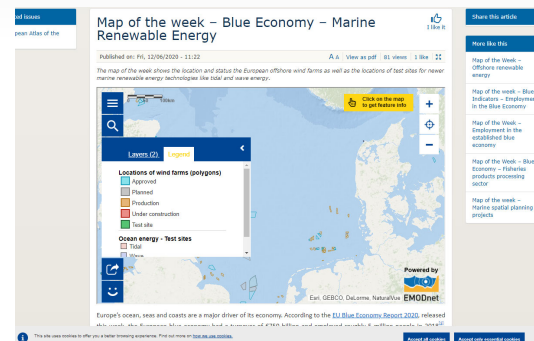 ed issues
pean Atlas of the
Map of the week – Blue Economy – Marine
Renewable Energy
I like it
Published on: Fri, 12/06/2020 - 11:22
A A View as pdf 81 views 1 like
The map of the week shows the location and status the European offshore wind farms as well as the locations of test sites for newer
marine renewable energy technologies like tidal and wave energy.
Click on the map
to get feature info
+
−
Layers (2) Legend
Locations of wind farms (polygons)
Approved
Planned
Production
Under construction
Test site
Ocean energy - Test sites
Tidal
Wave
Powered by
EMODnet
Esri, GEBCO, DeLorme, NaturalVue
Europe's ocean, seas and coasts are a major driver of its economy. According to the EU Blue Economy Report 2020, released
Share this article
More like this
Map of the Week –
Offshore renewable
energy
Map of the week – Blue
Indicators – Employmen
in the Blue Economy
Map of the Week –
Employment in the
established blue
economy
Map of the Week – Blue
Economy – Fisheries
products processing
sector
Map of the week –
Marine spatial planning
projects
This site uses cookies to offer you a better browsing experience. Find out more on how we use cookies.
Accept all cookies
Accept only essential cookies